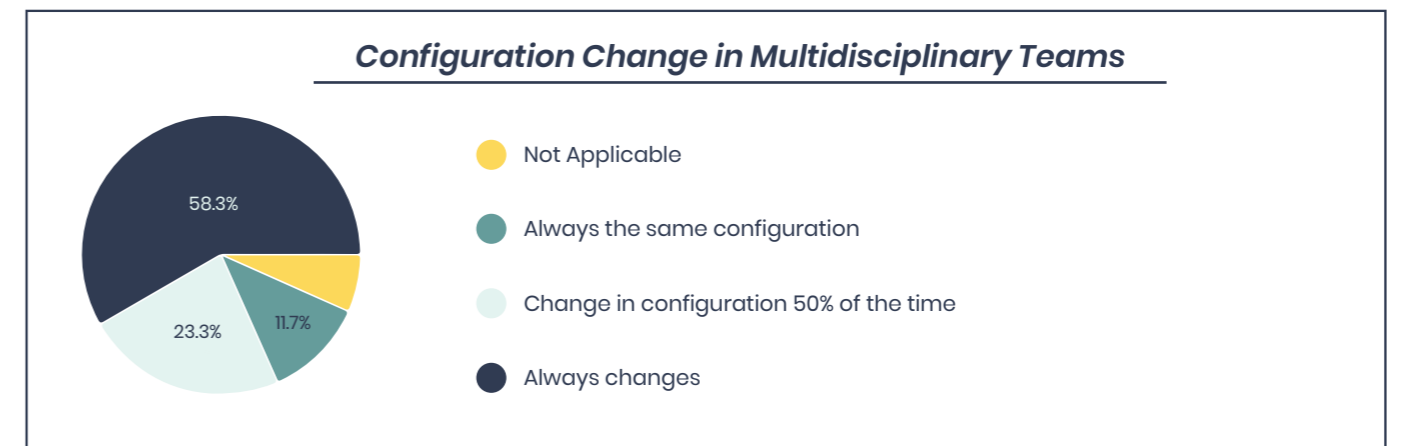 Configuration Change in Multidisciplinary Teams
Not Applicable
58.3%
Always the same configuration
Change in configuration 50% of the time
11.7%
23.3%
Always changes